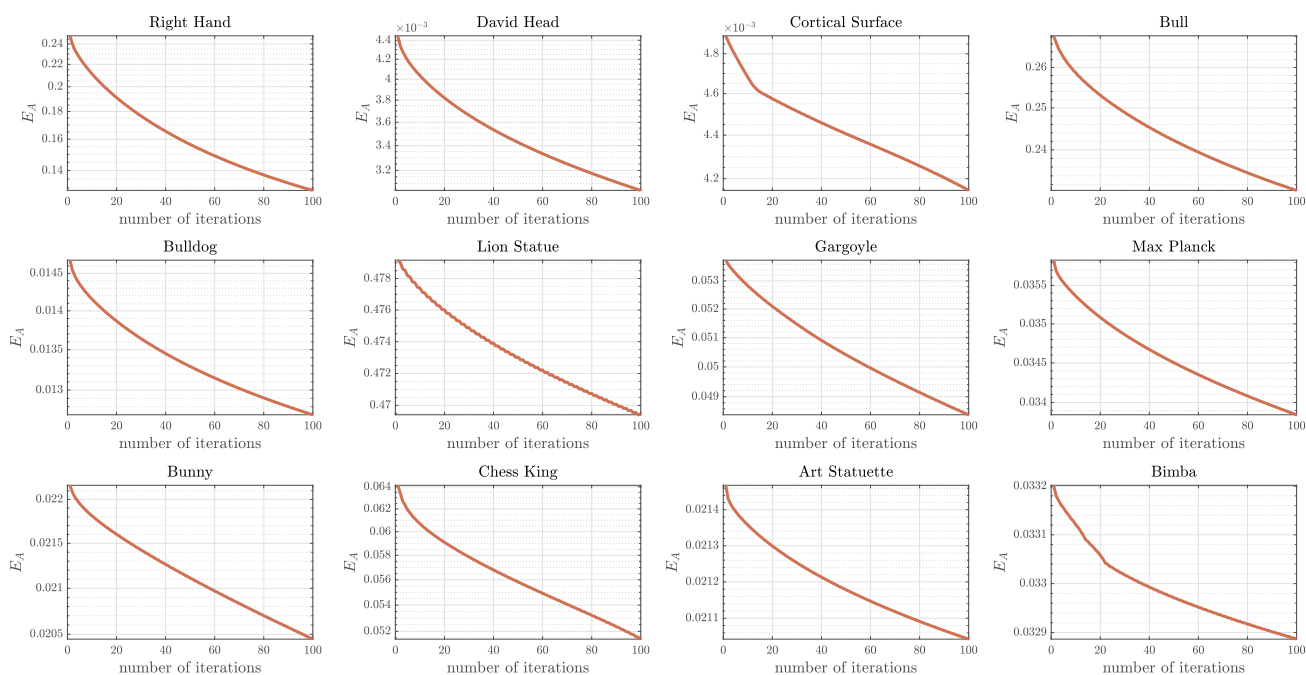 Right Hand
0.24
0.22
0.2
0.18
0.16
0.14
E_A
0 20 40 60 80 100
number of iterations
David Head
×10⁻³
4.4
4.2
4
3.8
3.6
3.4
3.2
E_A
0 20 40 60 80 100
number of iterations
Cortical Surface
×10⁻³
4.8
4.6
4.4
4.2
E_A
0 20 40 60 80 100
number of iterations
Bull
0.26
0.25
0.24
E_A
0 20 40 60 80 100
number of iterations
Bulldog
0.0145
0.014
0.0135
0.013
E_A
0 20 40 60 80 100
number of iterations
Lion Statue
0.478
0.476
0.474
0.472
0.47
E_A
0 20 40 60 80 100
number of iterations
Gargoyle
0.053
0.052
0.051
0.05
0.049
E_A
0 20 40 60 80 100
number of iterations
Max Planck
0.0355
0.035
0.0345
0.034
E_A
0 20 40 60 80 100
number of iterations
Bunny
0.022
0.0215
0.021
0.0205
E_A
0 20 40 60 80 100
number of iterations
Chess King
0.064
0.062
0.06
0.058
0.056
0.054
0.052
E_A
0 20 40 60 80 100
number of iterations
Art Statuette
0.0214
0.0213
0.0212
0.0211
E_A
0 20 40 60 80 100
number of iterations
Bimba
0.0332
0.0331
0.033
0.0329
E_A
0 20 40 60 80 100
number of iterations